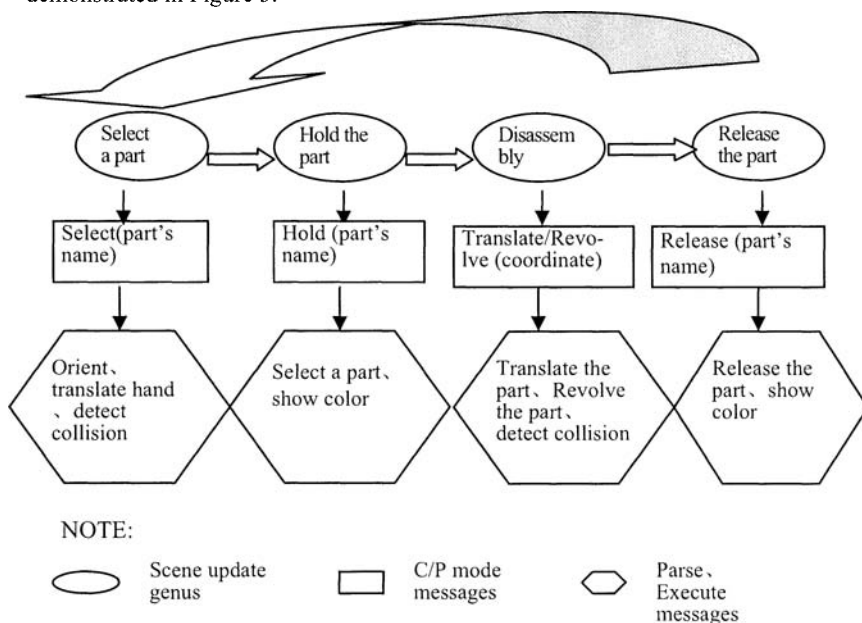 demonstrated in Figure 3.
Select
a part
Hold the
part
Disassem
bly
Release
the part
Select(part's
name)
Hold (part's
name)
Translate/Revo-
lve (coordinate)
Release (part's
name)
Orient、
translate hand
、detect
collision
Select a part、
show color
Translate the
part、Revolve
the part、
detect collision
Release the
part、show
color
NOTE:
Scene update
genus
C/P mode
messages
Parse、
Execute
messages